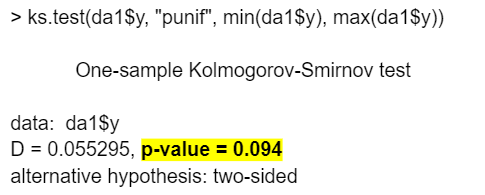 > ks.test(da1$y, "punif", min(da1$y), max(da1$y))
One-sample Kolmogorov-Smirnov test
data: da1$y
D = 0.055295, p-value = 0.094
alternative hypothesis: two-sided